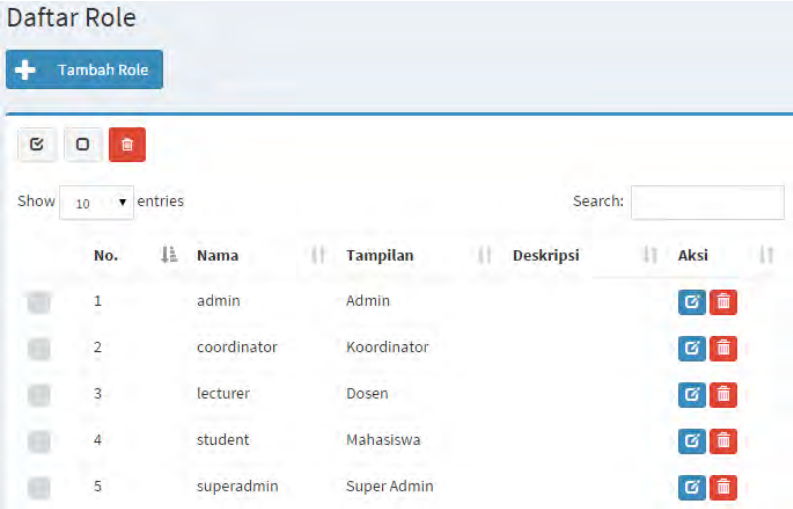 Daftar Role
Tambah Role
Show 10 entries Search:
No. Nama Tampilan Deskripsi Aksi
1 admin Admin
2 coordinator Koordinator
3 lecturer Dosen
4 student Mahasiswa
5 superadmin Super Admin